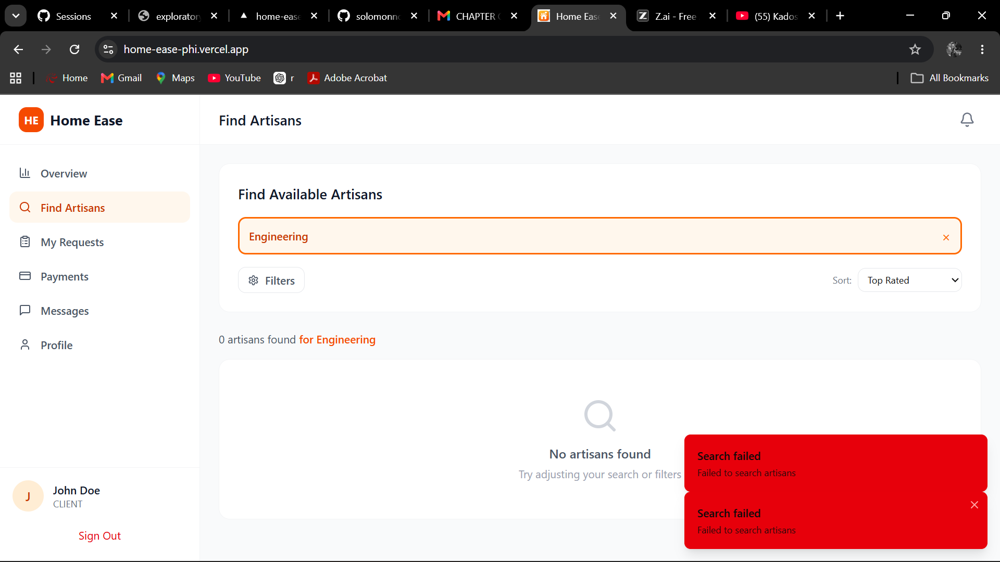 Sessions
exploratory
home-ease
solomonno
CHAPTER
Home Ease
Z.ai - Free
(55) Kados
home-ease-phi.vercel.app
Home
Gmail
Maps
YouTube
r
Adobe Acrobat
All Bookmarks
HE
Home Ease
Find Artisans
Overview
Find Artisans
My Requests
Payments
Messages
Profile
Find Available Artisans
Engineering
Filters
Sort:
Top Rated
0 artisans found for Engineering
No artisans found
Try adjusting your search or filters
Search failed
Failed to search artisans
Search failed
Failed to search artisans
J
John Doe
CLIENT
Sign Out